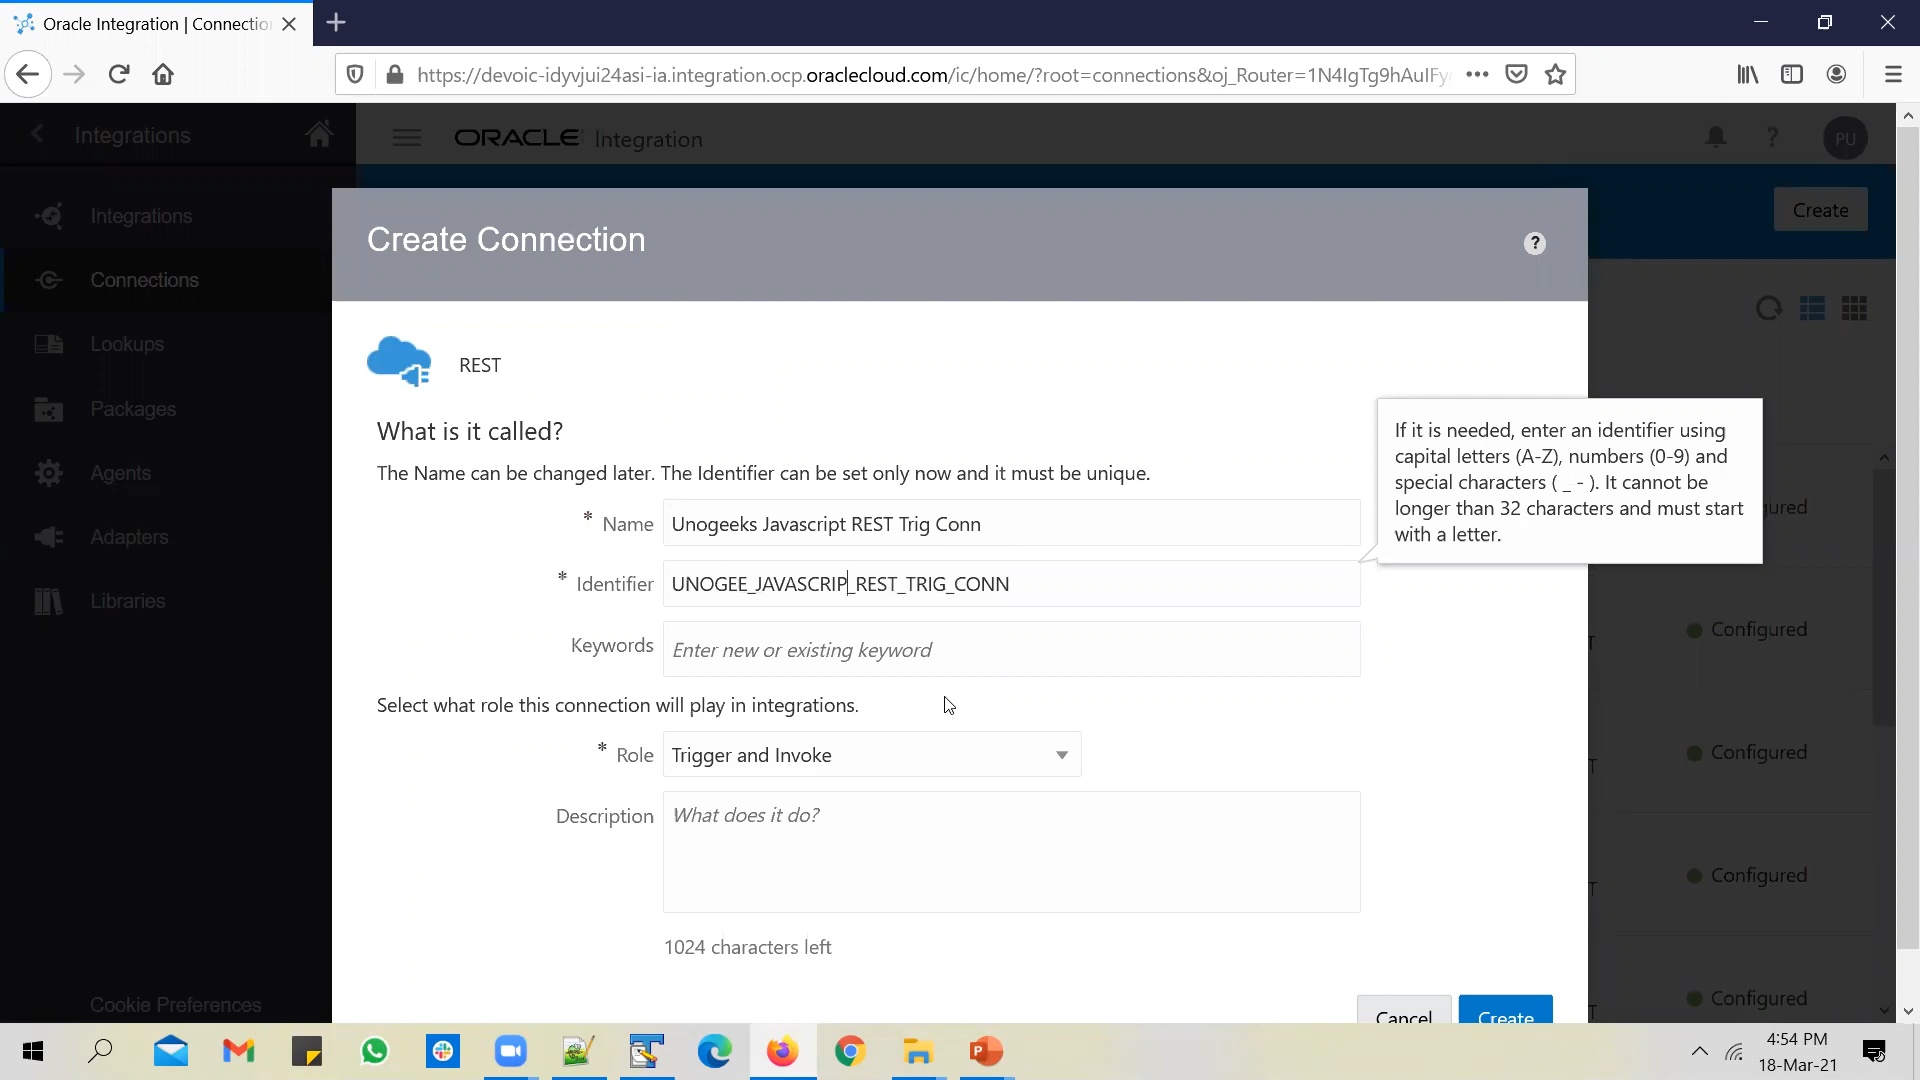 Oracle Integration | Connectio
https://devoic-idyvjui24asi-ia.integration.ocp.oraclecloud.com/ic/home/?root=connections&oj_Router=1N4IgTg9hAuIFy
Integrations
ORACLE Integration
PU
Integrations
Connections
Lookups
Packages
Agents
Adapters
Libraries
Cookie Preferences
Create
Create Connection
?
REST
What is it called?
The Name can be changed later. The Identifier can be set only now and it must be unique.
* Name Unogeeks Javascript REST Trig Conn
* Identifier UNOGEE_JAVASCRIP_REST_TRIG_CONN
Keywords Enter new or existing keyword
Select what role this connection will play in integrations.
* Role Trigger and Invoke
Description What does it do?
1024 characters left
Cancel Create
If it is needed, enter an identifier using
capital letters (A-Z), numbers (0-9) and
special characters ( _ - ). It cannot be
longer than 32 characters and must start
with a letter.
gured
Configured
Configured
Configured
Configured
4:54 PM
18-Mar-21